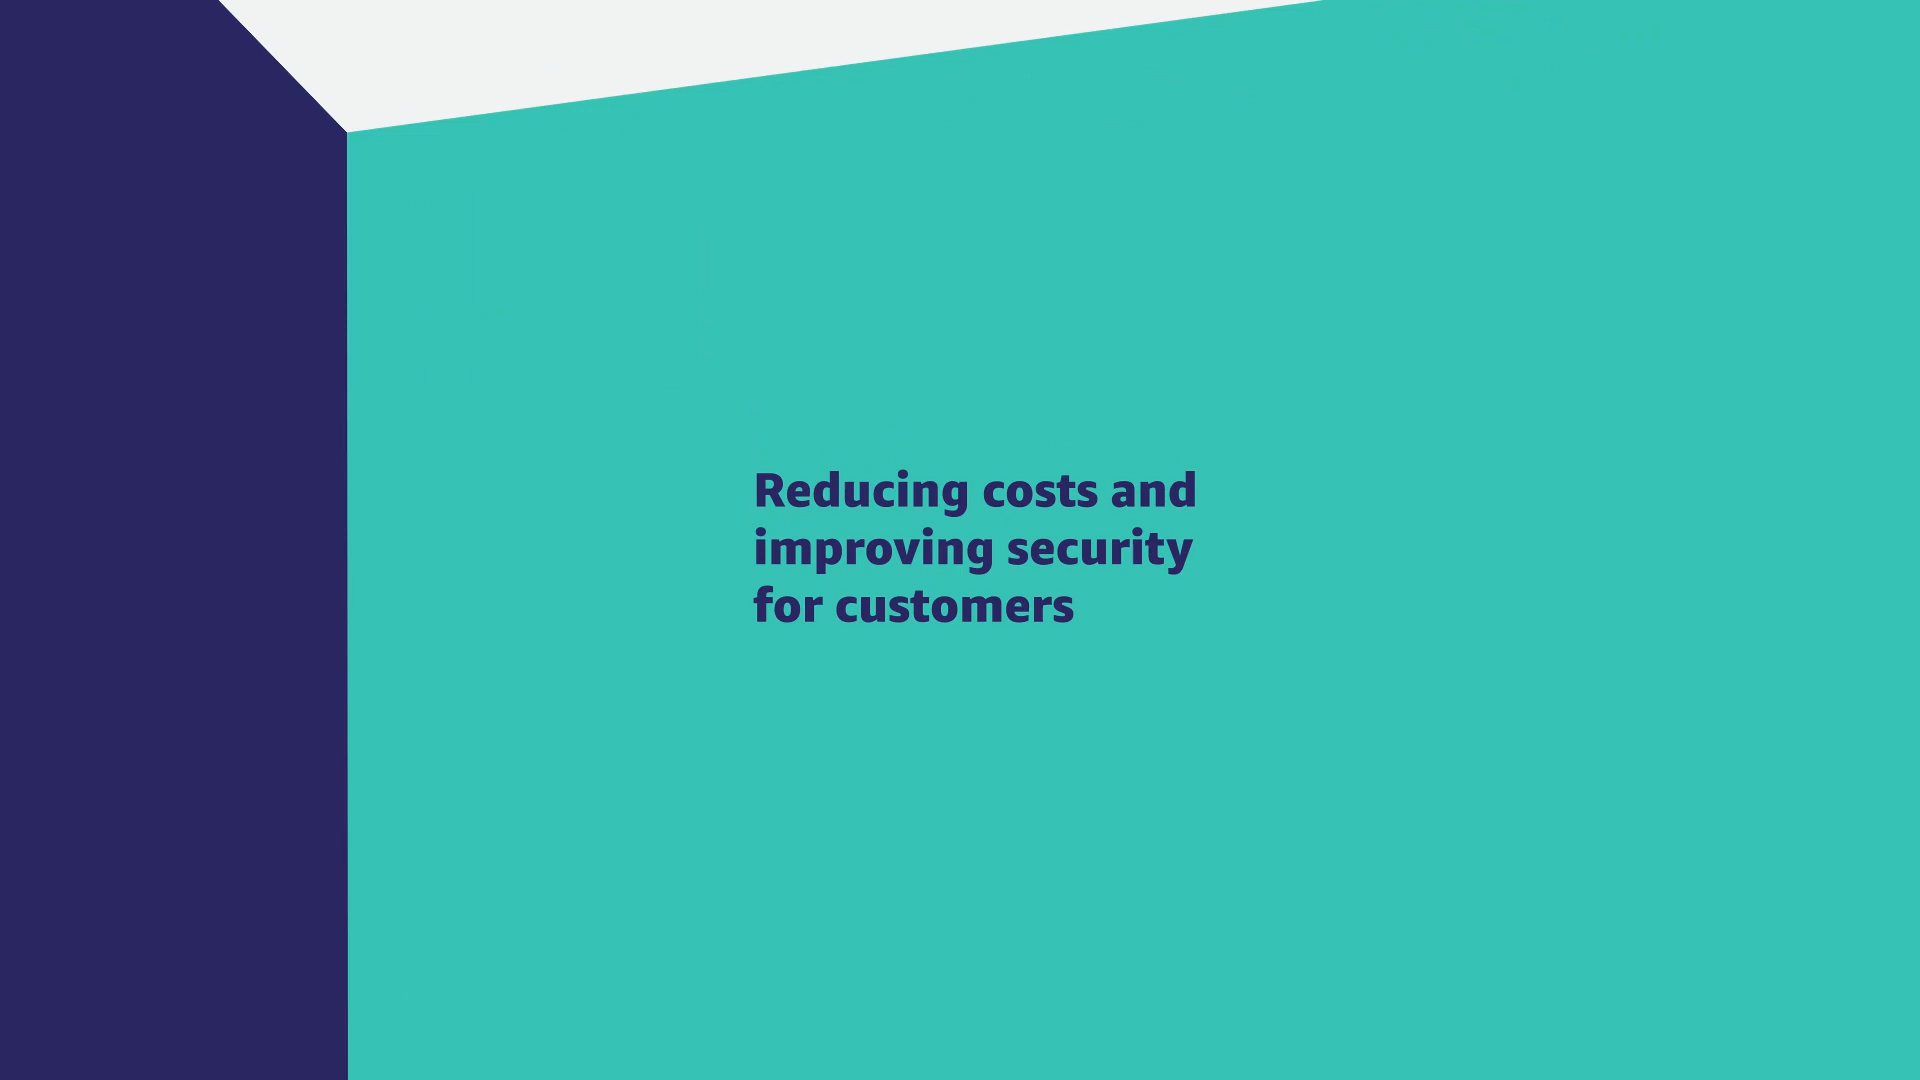 Reducing costs and
improving security
for customers